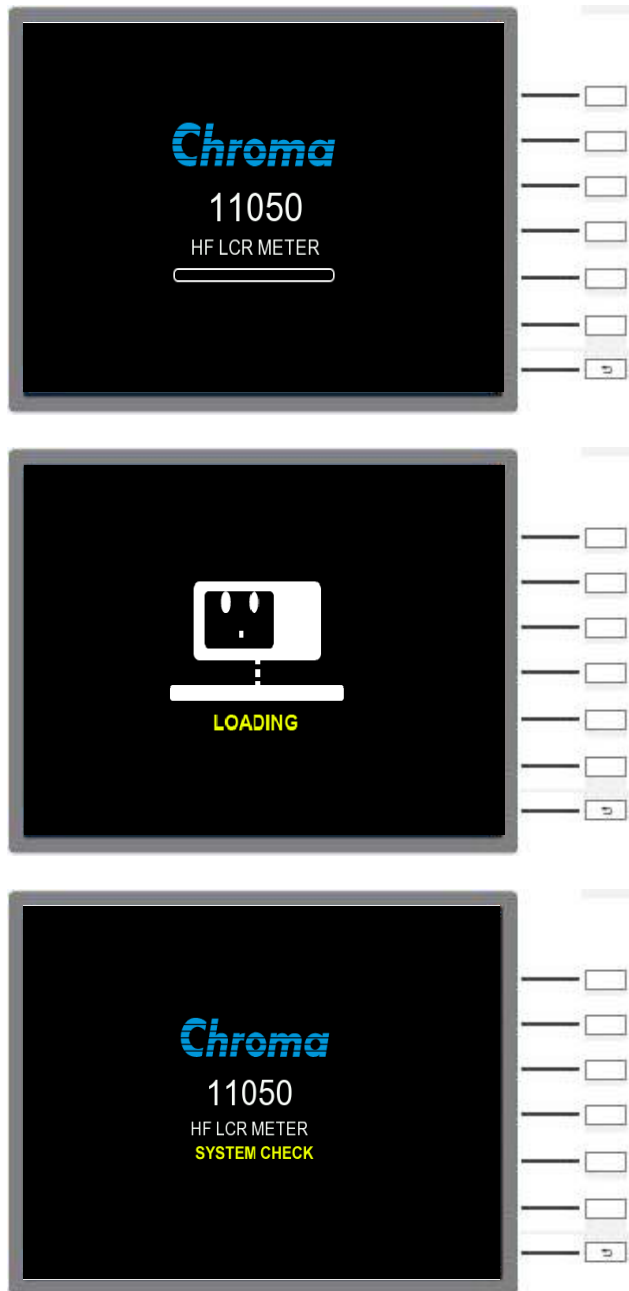 Chroma
11050
HF LCR METER
LOADING
Chroma
11050
HF LCR METER
SYSTEM CHECK